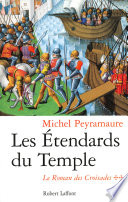 Michel Peyramaure
Les Étendards
du Temple
Le Roman des Croisades ✝✝
Robert Laffont